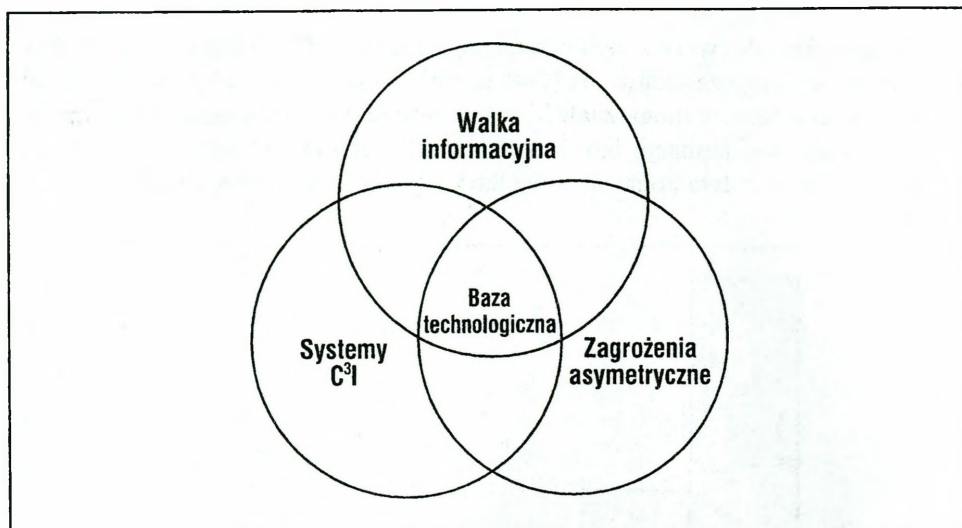 Walka
informacyjna
Baza
technologiczna
Systemy
C³I
Zagrożenia
asymetryczne